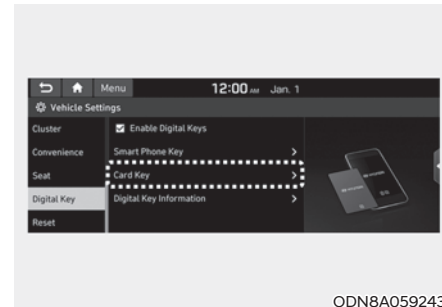 Menu 12:00 AM Jan. 1
Vehicle Settings
Cluster
Enable Digital Keys
Convenience
Smart Phone Key
Seat
Card Key
Digital Key
Digital Key Information
Reset
ODN8A059243